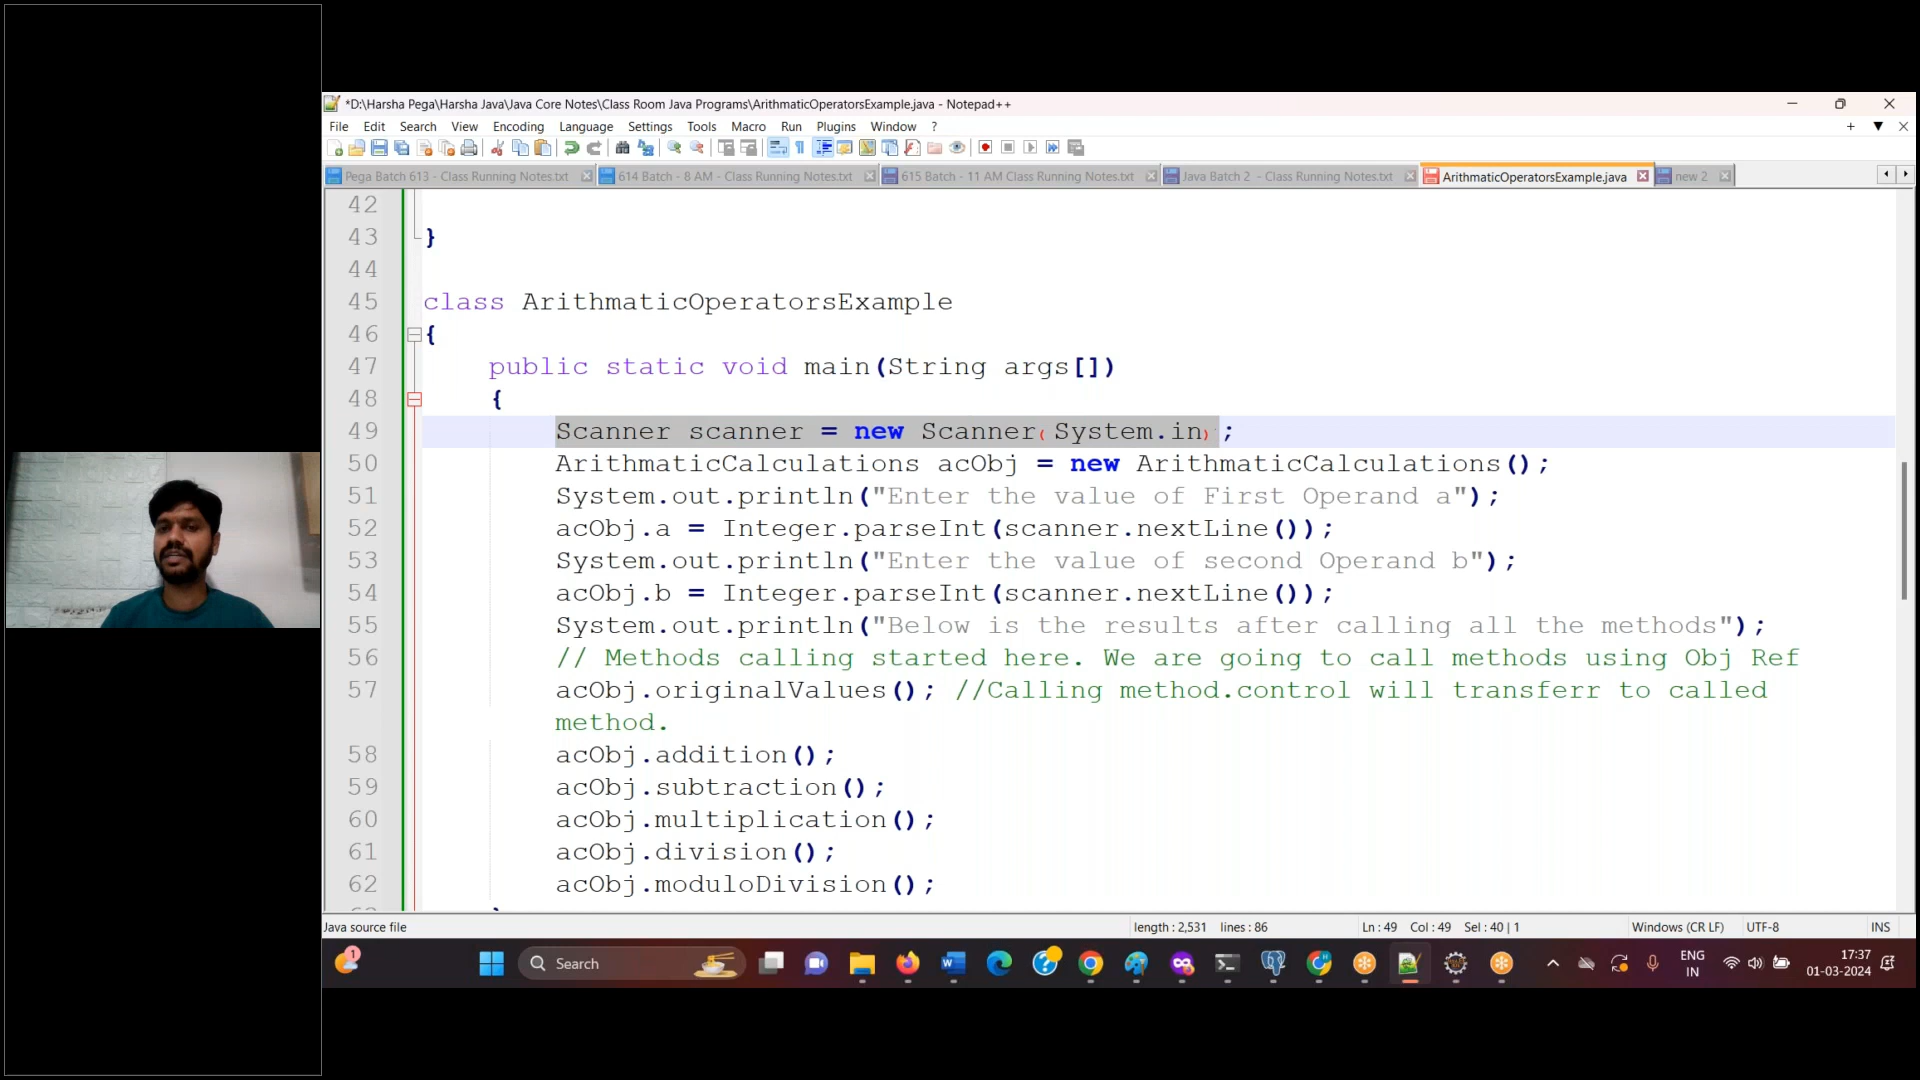 *D:\Harsha Pega\Harsha Java\Java Core Notes\Class Room Java Programs\ArithmaticOperatorsExample.java - Notepad++
File Edit Search View Encoding Language Settings Tools Macro Run Plugins Window ?
Pega Batch 613 - Class Running Notes.txt 614 Batch - 8 AM - Class Running Notes.txt 615 Batch - 11 AM Class Running Notes.txt Java Batch 2 - Class Running Notes.txt ArithmaticOperatorsExample.java new 2
42
43 }
44
45 class ArithmaticOperatorsExample
46 {
47 public static void main(String args[])
48 {
49 Scanner scanner = new Scanner(System.in);
50 ArithmaticCalculations acObj = new ArithmaticCalculations();
51 System.out.println("Enter the value of First Operand a");
52 acObj.a = Integer.parseInt(scanner.nextLine());
53 System.out.println("Enter the value of second Operand b");
54 acObj.b = Integer.parseInt(scanner.nextLine());
55 System.out.println("Below is the results after calling all the methods");
56 // Methods calling started here. We are going to call methods using Obj Ref
57 acObj.originalValues(); //Calling method.control will transferr to called
method.
58 acObj.addition();
59 acObj.subtraction();
60 acObj.multiplication();
61 acObj.division();
62 acObj.moduloDivision();
Java source file length : 2,531 lines : 86 Ln : 49 Col : 49 Sel : 40 | 1 Windows (CR LF) UTF-8 INS
1 Search ENG 17:37
IN 01-03-2024